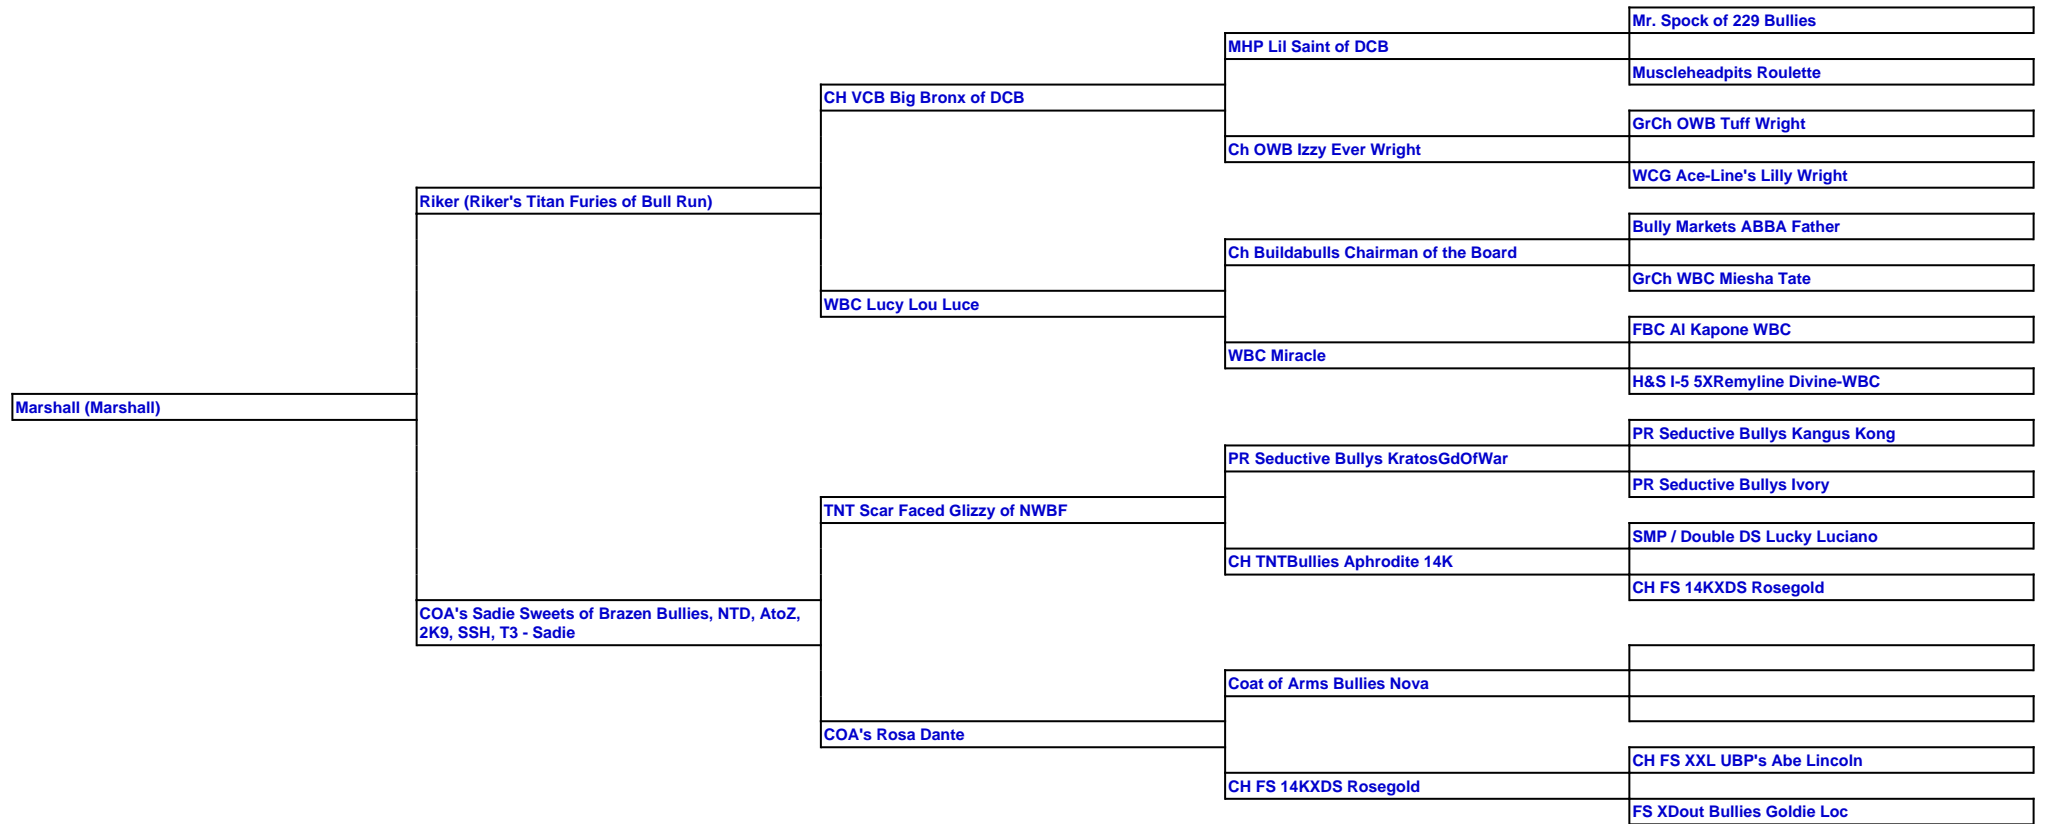 Mr. Spock of 229 Bullies
MHP Lil Saint of DCB
Muscleheadpits Roulette
CH VCB Big Bronx of DCB
GrCh OWB Tuff Wright
Ch OWB Izzy Ever Wright
WCG Ace-Line's Lilly Wright
Riker (Riker's Titan Furies of Bull Run)
Bully Markets ABBA Father
Ch Buildabulls Chairman of the Board
GrCh WBC Miesha Tate
WBC Lucy Lou Luce
FBC Al Kapone WBC
WBC Miracle
H&S I-5 5XRemyline Divine-WBC
Marshall (Marshall)
PR Seductive Bullys Kangus Kong
PR Seductive Bullys KratosGdOfWar
PR Seductive Bullys Ivory
TNT Scar Faced Glizzy of NWBF
SMP / Double DS Lucky Luciano
CH TNTBullies Aphrodite 14K
CH FS 14KXDS Rosegold
COA's Sadie Sweets of Brazen Bullies, NTD, AtoZ,
2K9, SSH, T3 - Sadie
Coat of Arms Bullies Nova
COA's Rosa Dante
CH FS XXL UBP's Abe Lincoln
CH FS 14KXDS Rosegold
FS XDout Bullies Goldie Loc